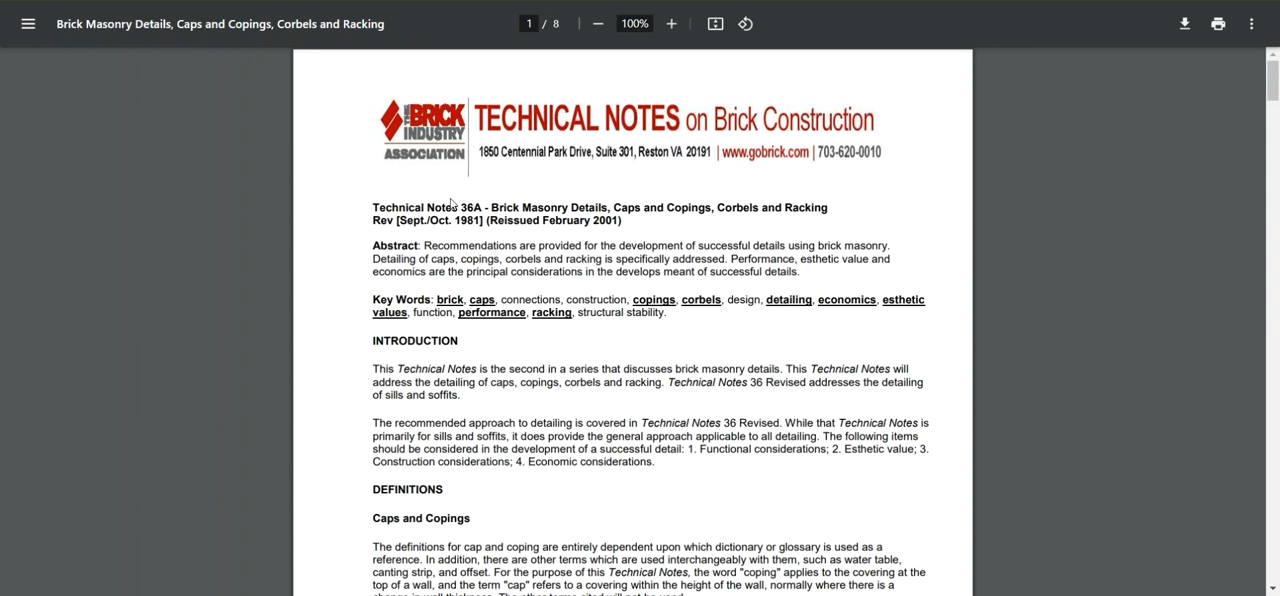 Brick Masonry Details, Caps and Copings, Corbels and Racking
1 / 8
100%
THE BRICK INDUSTRY ASSOCIATION
TECHNICAL NOTES on Brick Construction
1850 Centennial Park Drive, Suite 301, Reston VA 20191 | www.gobrick.com | 703-620-0010
Technical Notes 36A - Brick Masonry Details, Caps and Copings, Corbels and Racking
Rev [Sept./Oct. 1981] (Reissued February 2001)
Abstract: Recommendations are provided for the development of successful details using brick masonry.
Detailing of caps, copings, corbels and racking is specifically addressed. Performance, esthetic value and
economics are the principal considerations in the develops meant of successful details.
Key Words: brick, caps, connections, construction, copings, corbels, design, detailing, economics, esthetic
values, function, performance, racking, structural stability.
INTRODUCTION
This Technical Notes is the second in a series that discusses brick masonry details. This Technical Notes will
address the detailing of caps, copings, corbels and racking. Technical Notes 36 Revised addresses the detailing
of sills and soffits.
The recommended approach to detailing is covered in Technical Notes 36 Revised. While that Technical Notes is
primarily for sills and soffits, it does provide the general approach applicable to all detailing. The following items
should be considered in the development of a successful detail: 1. Functional considerations; 2. Esthetic value; 3.
Construction considerations; 4. Economic considerations.
DEFINITIONS
Caps and Copings
The definitions for cap and coping are entirely dependent upon which dictionary or glossary is used as a
reference. In addition, there are other terms which are used interchangeably with them, such as water table,
canting strip, and offset. For the purpose of this Technical Notes, the word "coping" applies to the covering at the
top of a wall, and the term "cap" refers to a covering within the height of the wall, normally where there is a
change in wall thickness. The other terms cited will not be used